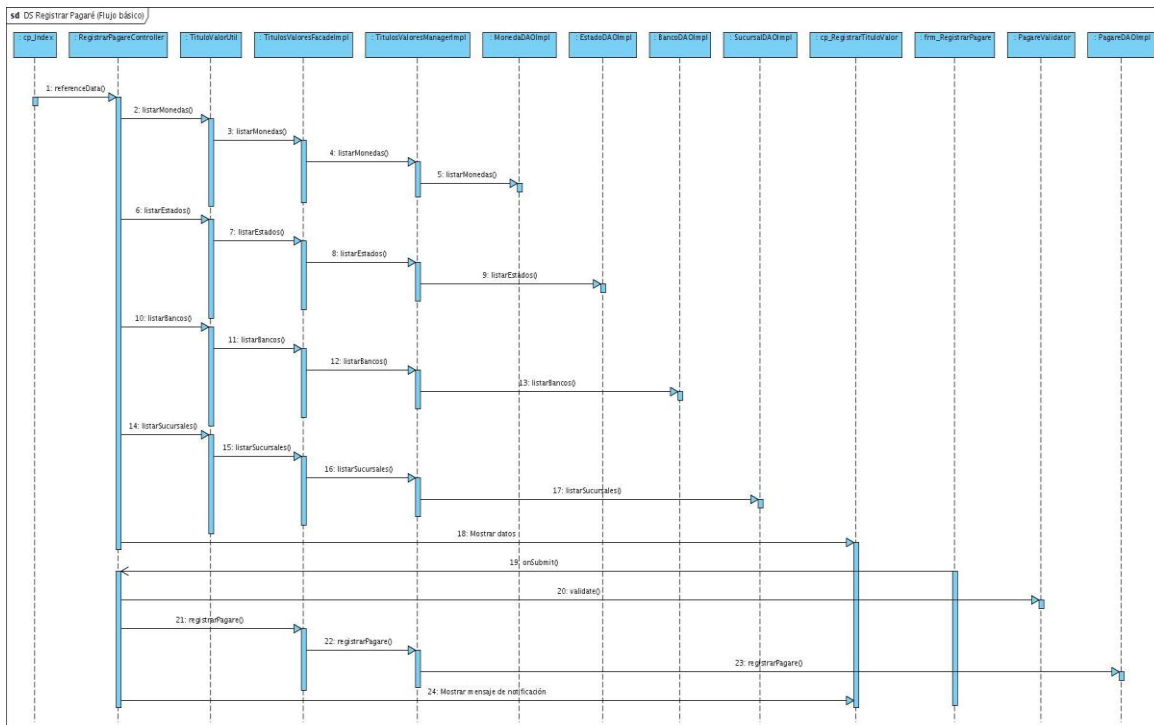 sd DS Registrar Pagaré (Flujo básico)
: cp_Index
: RegistrarPagareController
: TituloValorUtil
: TitulosValoresFacadeImpl
: TitulosValoresManagerImpl
: MonedaDAOImpl
: EstadoDAOImpl
: BancoDAOImpl
: SucursalDAOImpl
: cp_RegistrarTituloValor
: frm_RegistrarPagare
: PagareValidator
: PagareDAOImpl
1: referenceData()
2: listarMonedas()
3: listarMonedas()
4: listarMonedas()
5: listarMonedas()
6: listarEstados()
7: listarEstados()
8: listarEstados()
9: listarEstados()
10: listarBancos()
11: listarBancos()
12: listarBancos()
13: listarBancos()
14: listarSucursales()
15: listarSucursales()
16: listarSucursales()
17: listarSucursales()
18: Mostrar datos
19: onSubmit()
20: validate()
21: registrarPagare()
22: registrarPagare()
23: registrarPagare()
24: Mostrar mensaje de notificación